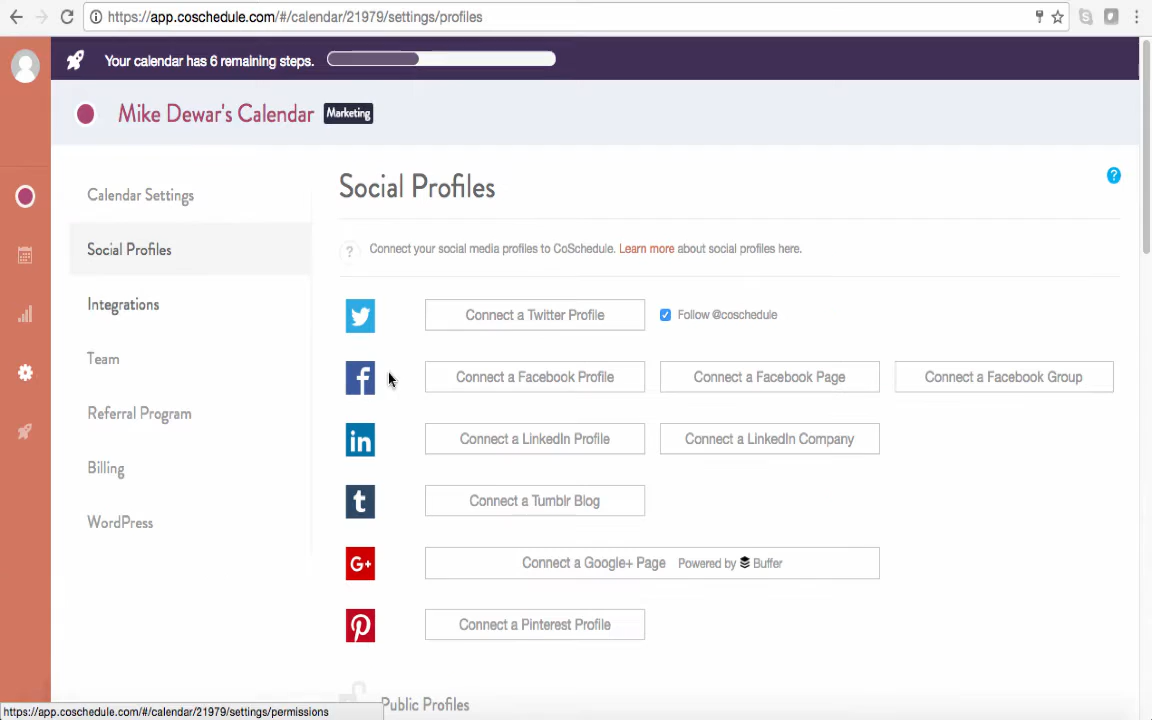 https://app.coschedule.com/#/calendar/21979/settings/profiles
Your calendar has 6 remaining steps.
Mike Dewar's Calendar Marketing
Calendar Settings
Social Profiles
Integrations
Team
Referral Program
Billing
WordPress
Social Profiles
?
? Connect your social media profiles to CoSchedule. Learn more about social profiles here.
Connect a Twitter Profile Follow @coschedule
f Connect a Facebook Profile Connect a Facebook Page Connect a Facebook Group
in Connect a LinkedIn Profile Connect a LinkedIn Company
t Connect a Tumblr Blog
G+ Connect a Google+ Page Powered by Buffer
Connect a Pinterest Profile
Public Profiles
https://app.coschedule.com/#/calendar/21979/settings/permissions